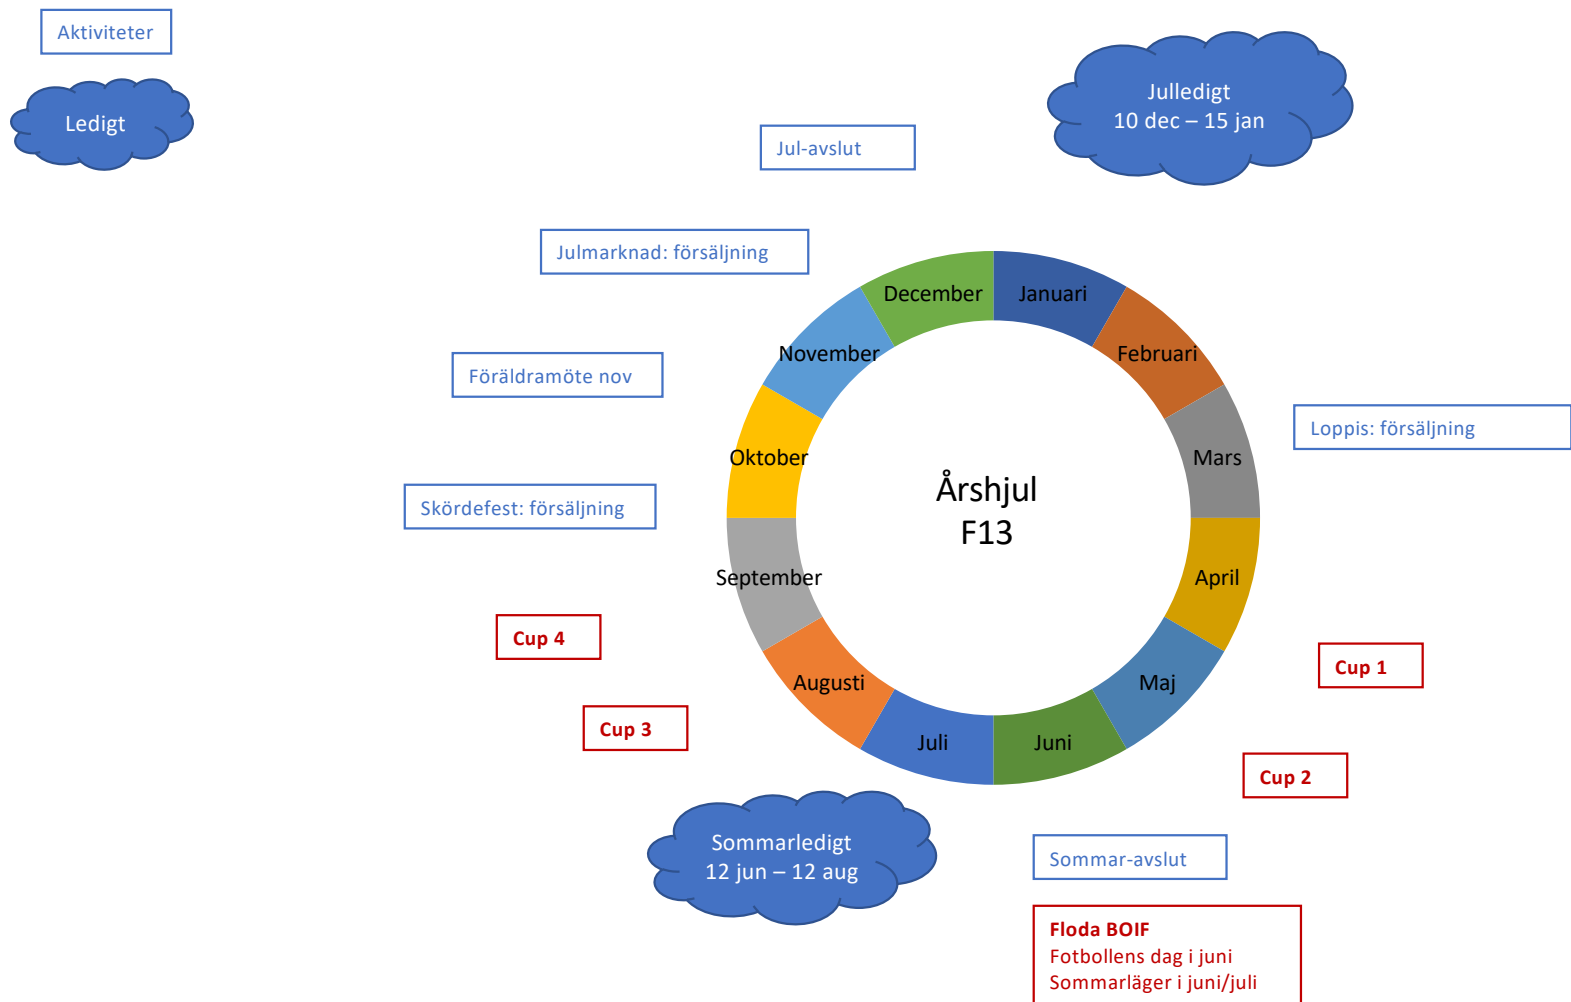 Aktiviteter
Ledigt
Julledigt
10 dec – 15 jan
Jul-avslut
Julmarknad: försäljning
December
Januari
November
Februari
Föräldramöte nov
Loppis: försäljning
Oktober
Mars
Årshjul
F13
Skördefest: försäljning
September
April
Cup 4
Cup 1
Augusti
Maj
Cup 3
Juli
Juni
Cup 2
Sommarledigt
12 jun – 12 aug
Sommar-avslut
Floda BOIF
Fotbollens dag i juni
Sommarläger i juni/juli